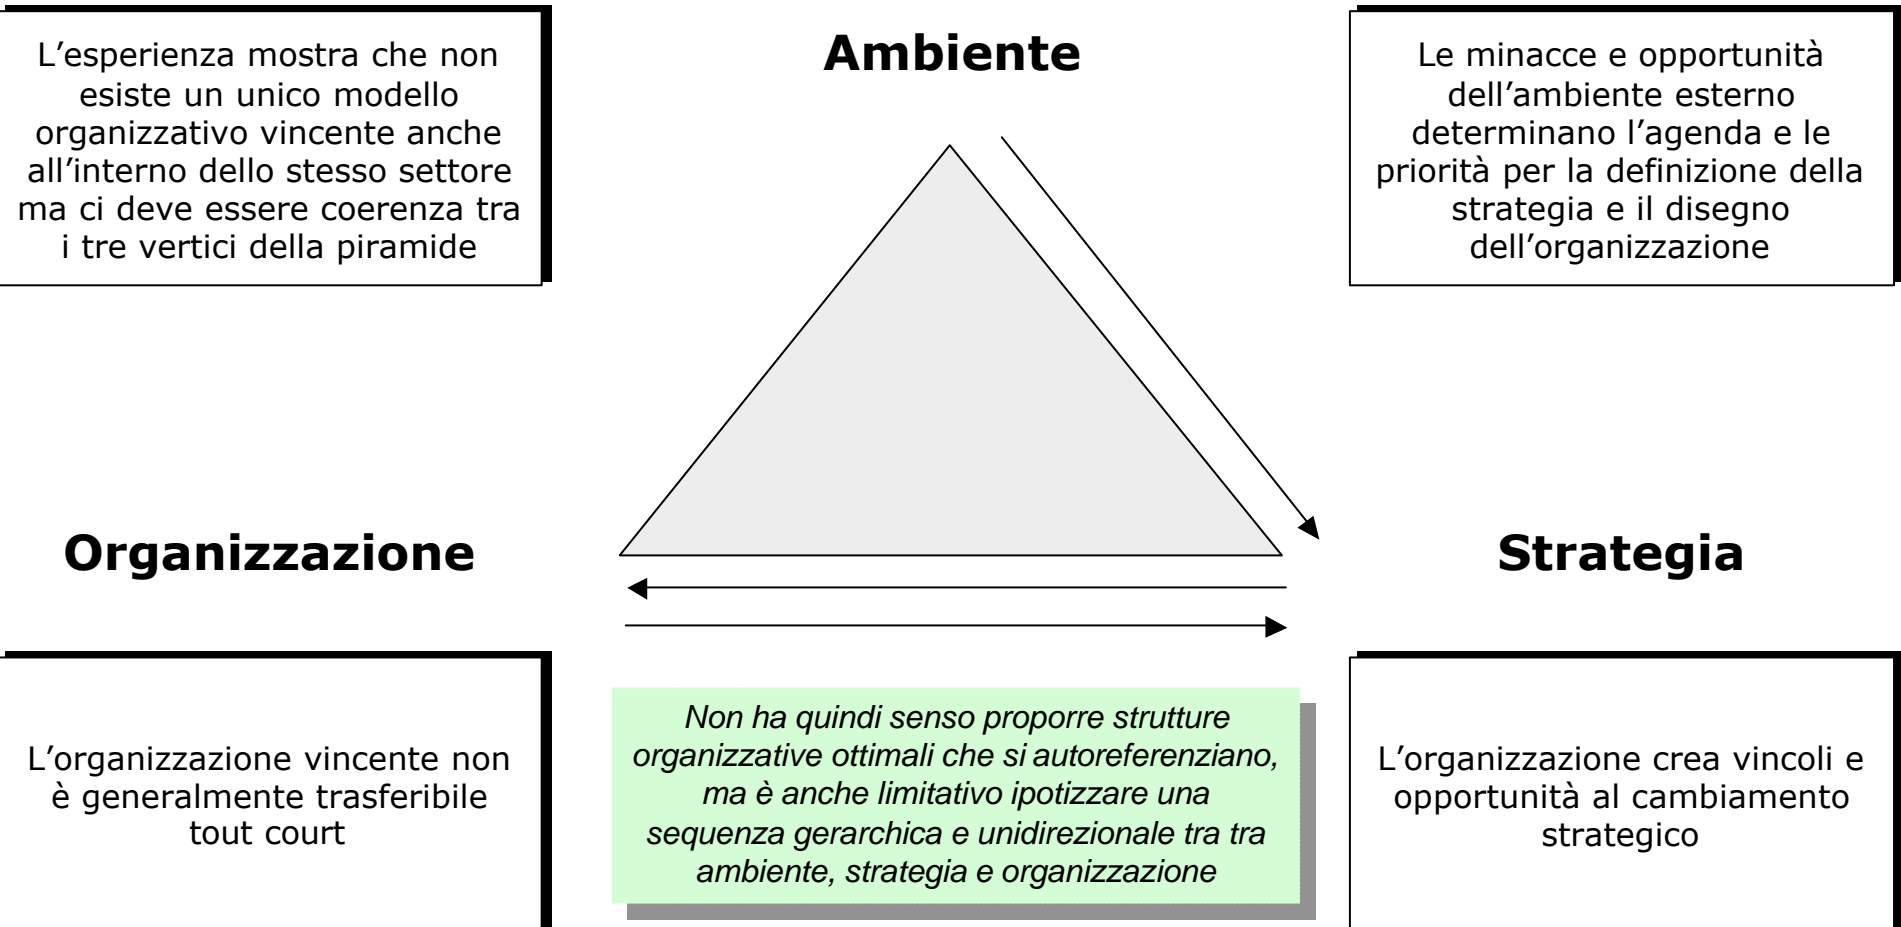 L’esperienza mostra che non
esiste un unico modello
organizzativo vincente anche
all’interno dello stesso settore
ma ci deve essere coerenza tra
i tre vertici della piramide
Ambiente
Le minacce e opportunità
dell’ambiente esterno
determinano l’agenda e le
priorità per la definizione della
strategia e il disegno
dell’organizzazione
Organizzazione
Strategia
L’organizzazione vincente non
è generalmente trasferibile
tout court
Non ha quindi senso proporre strutture
organizzative ottimali che si autoreferenziano,
ma è anche limitativo ipotizzare una
sequenza gerarchica e unidirezionale tra tra
ambiente, strategia e organizzazione
L’organizzazione crea vincoli e
opportunità al cambiamento
strategico